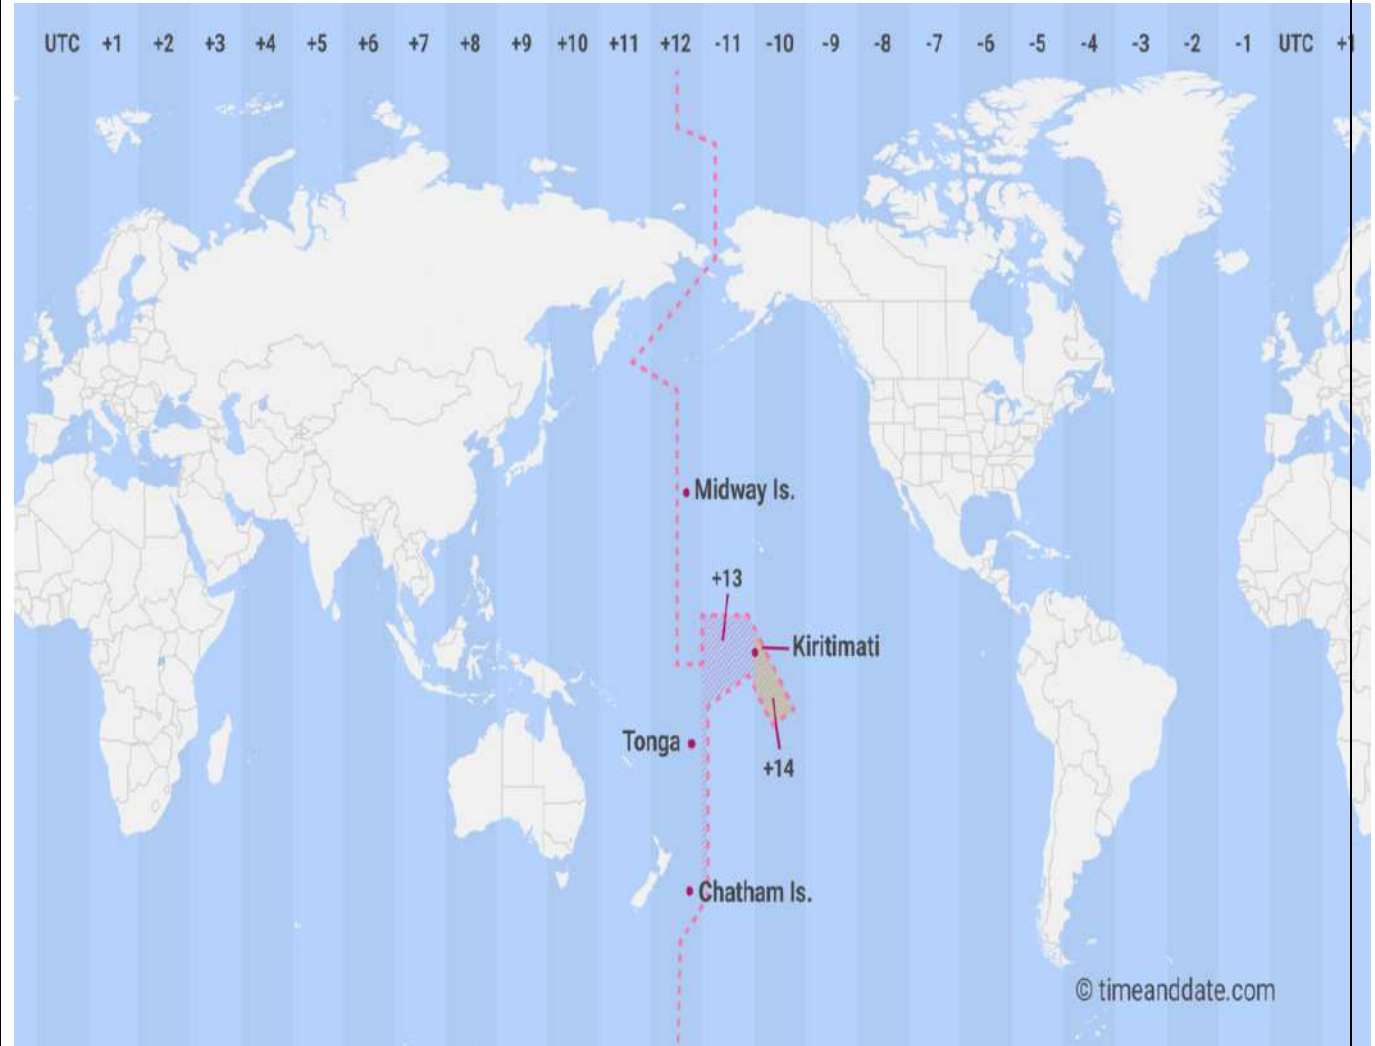 UTC +1 +2 +3 +4 +5 +6 +7 +8 +9 +10 +11 +12 -11 -10 -9 -8 -7 -6 -5 -4 -3 -2 -1 UTC +1
Midway Is.
+13
Kiritimati
Tonga
+14
Chatham Is.
© timeanddate.com